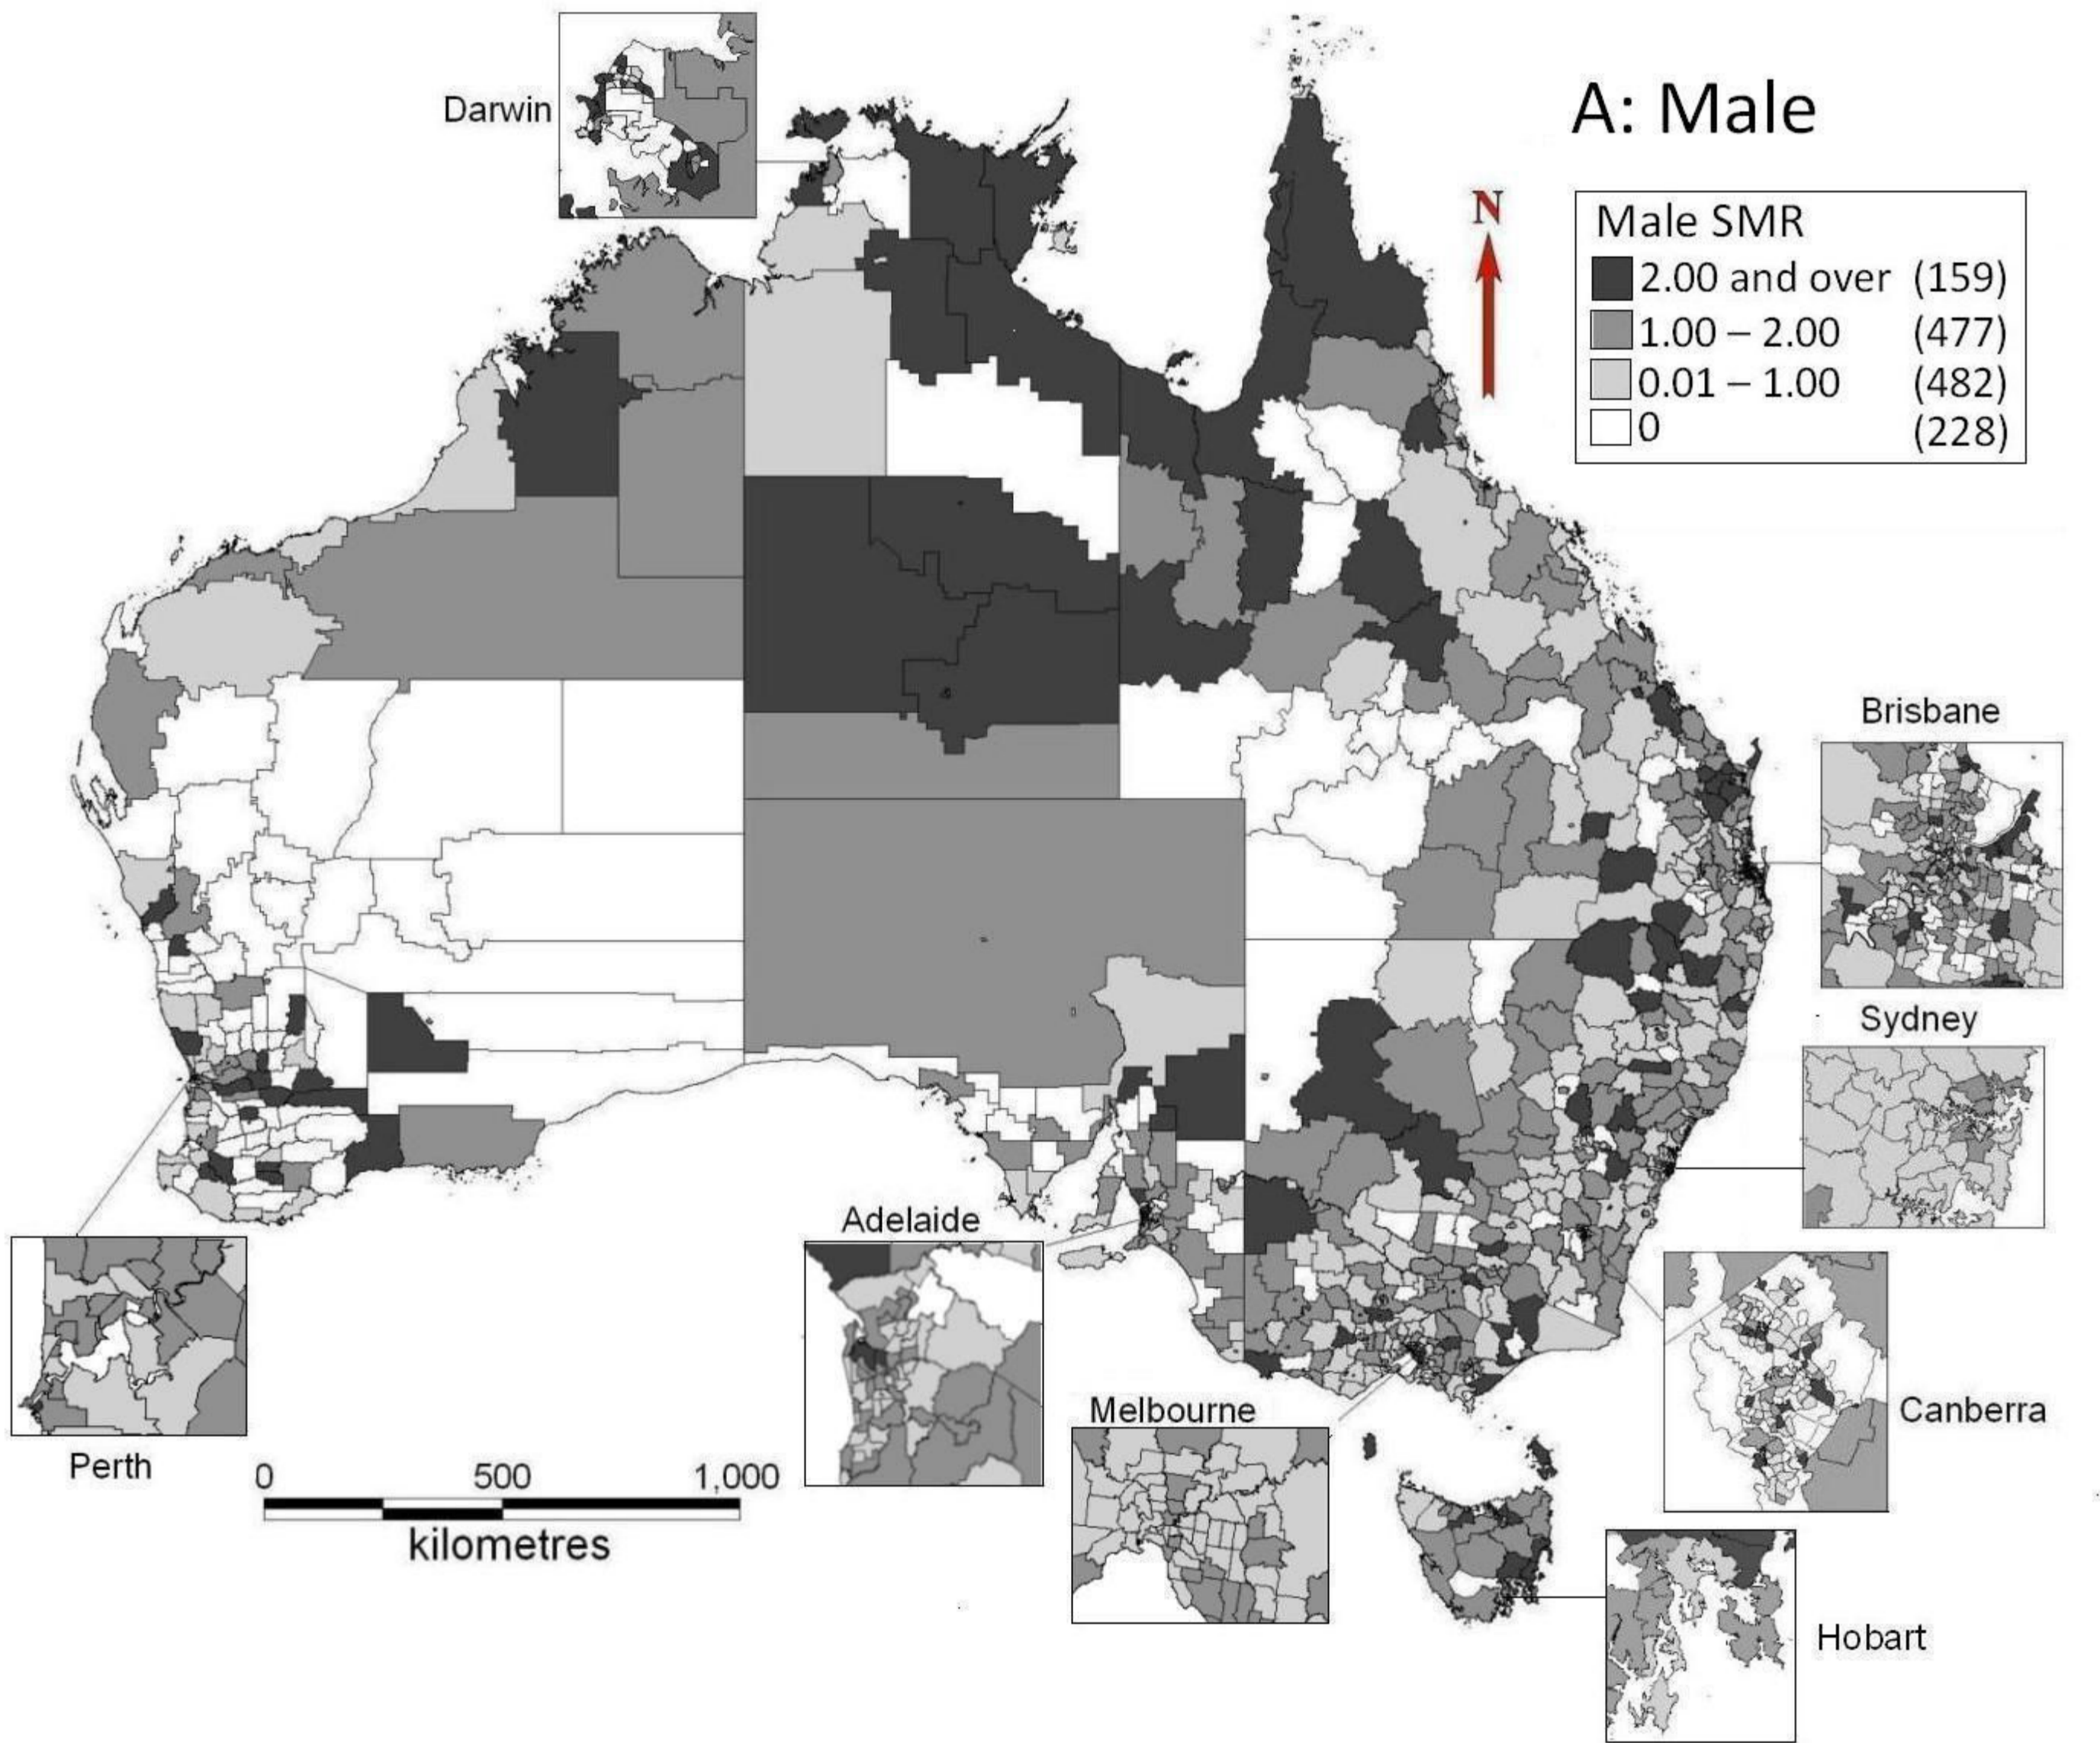 Darwin
A: Male
N
Male SMR
2.00 and over (159)
1.00 – 2.00 (477)
0.01 – 1.00 (482)
0 (228)
Brisbane
Sydney
Adelaide
Melbourne
Canberra
Perth
0 500 1,000
kilometres
Hobart